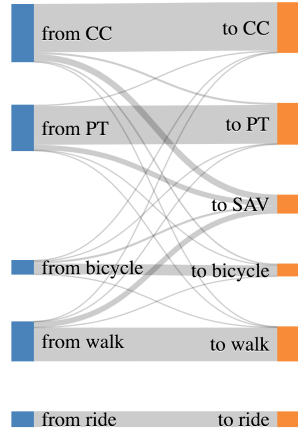 from CC
to CC
from PT
to PT
to SAV
from bicycle
to bicycle
from walk
to walk
from ride
to ride